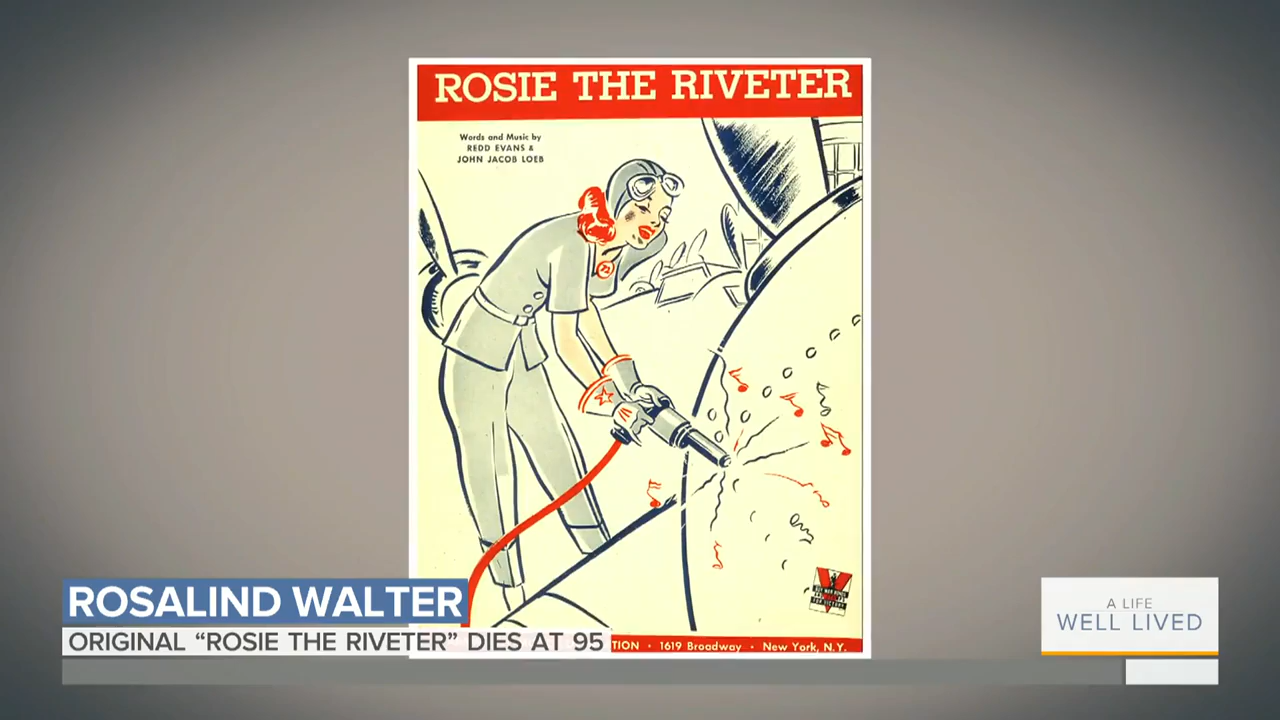 ROSIE THE RIVETER
Words and Music by
REDD EVANS &
JOHN JACOB LOEB
ROSALIND WALTER
ORIGINAL “ROSIE THE RIVETER” DIES AT 95
TION • 1619 Broadway • New York, N.Y.
A LIFE
WELL LIVED